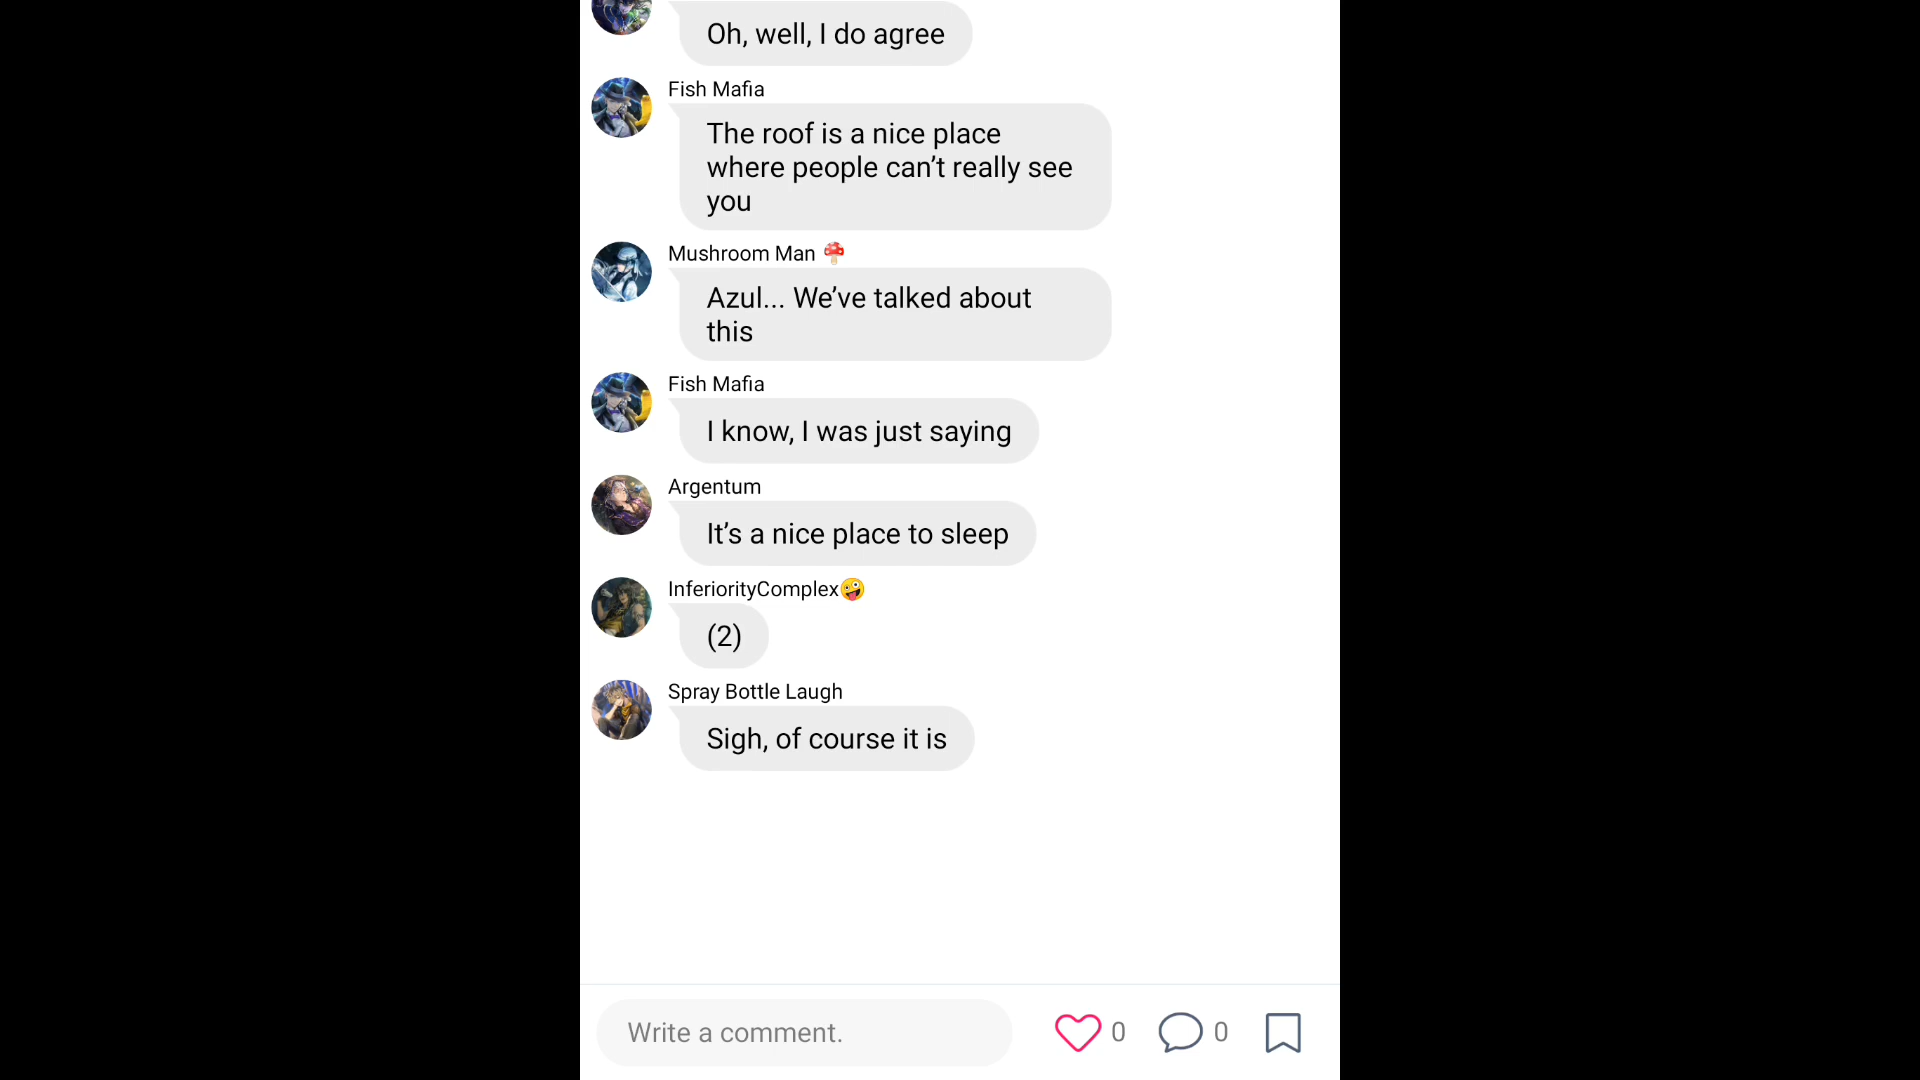 Oh, well, I do agree
Fish Mafia
The roof is a nice place
where people can’t really see
you
Mushroom Man 🍄
Azul... We’ve talked about
this
Fish Mafia
I know, I was just saying
Argentum
It’s a nice place to sleep
InferiorityComplex🤪
(2)
Spray Bottle Laugh
Sigh, of course it is
Write a comment.
0
0